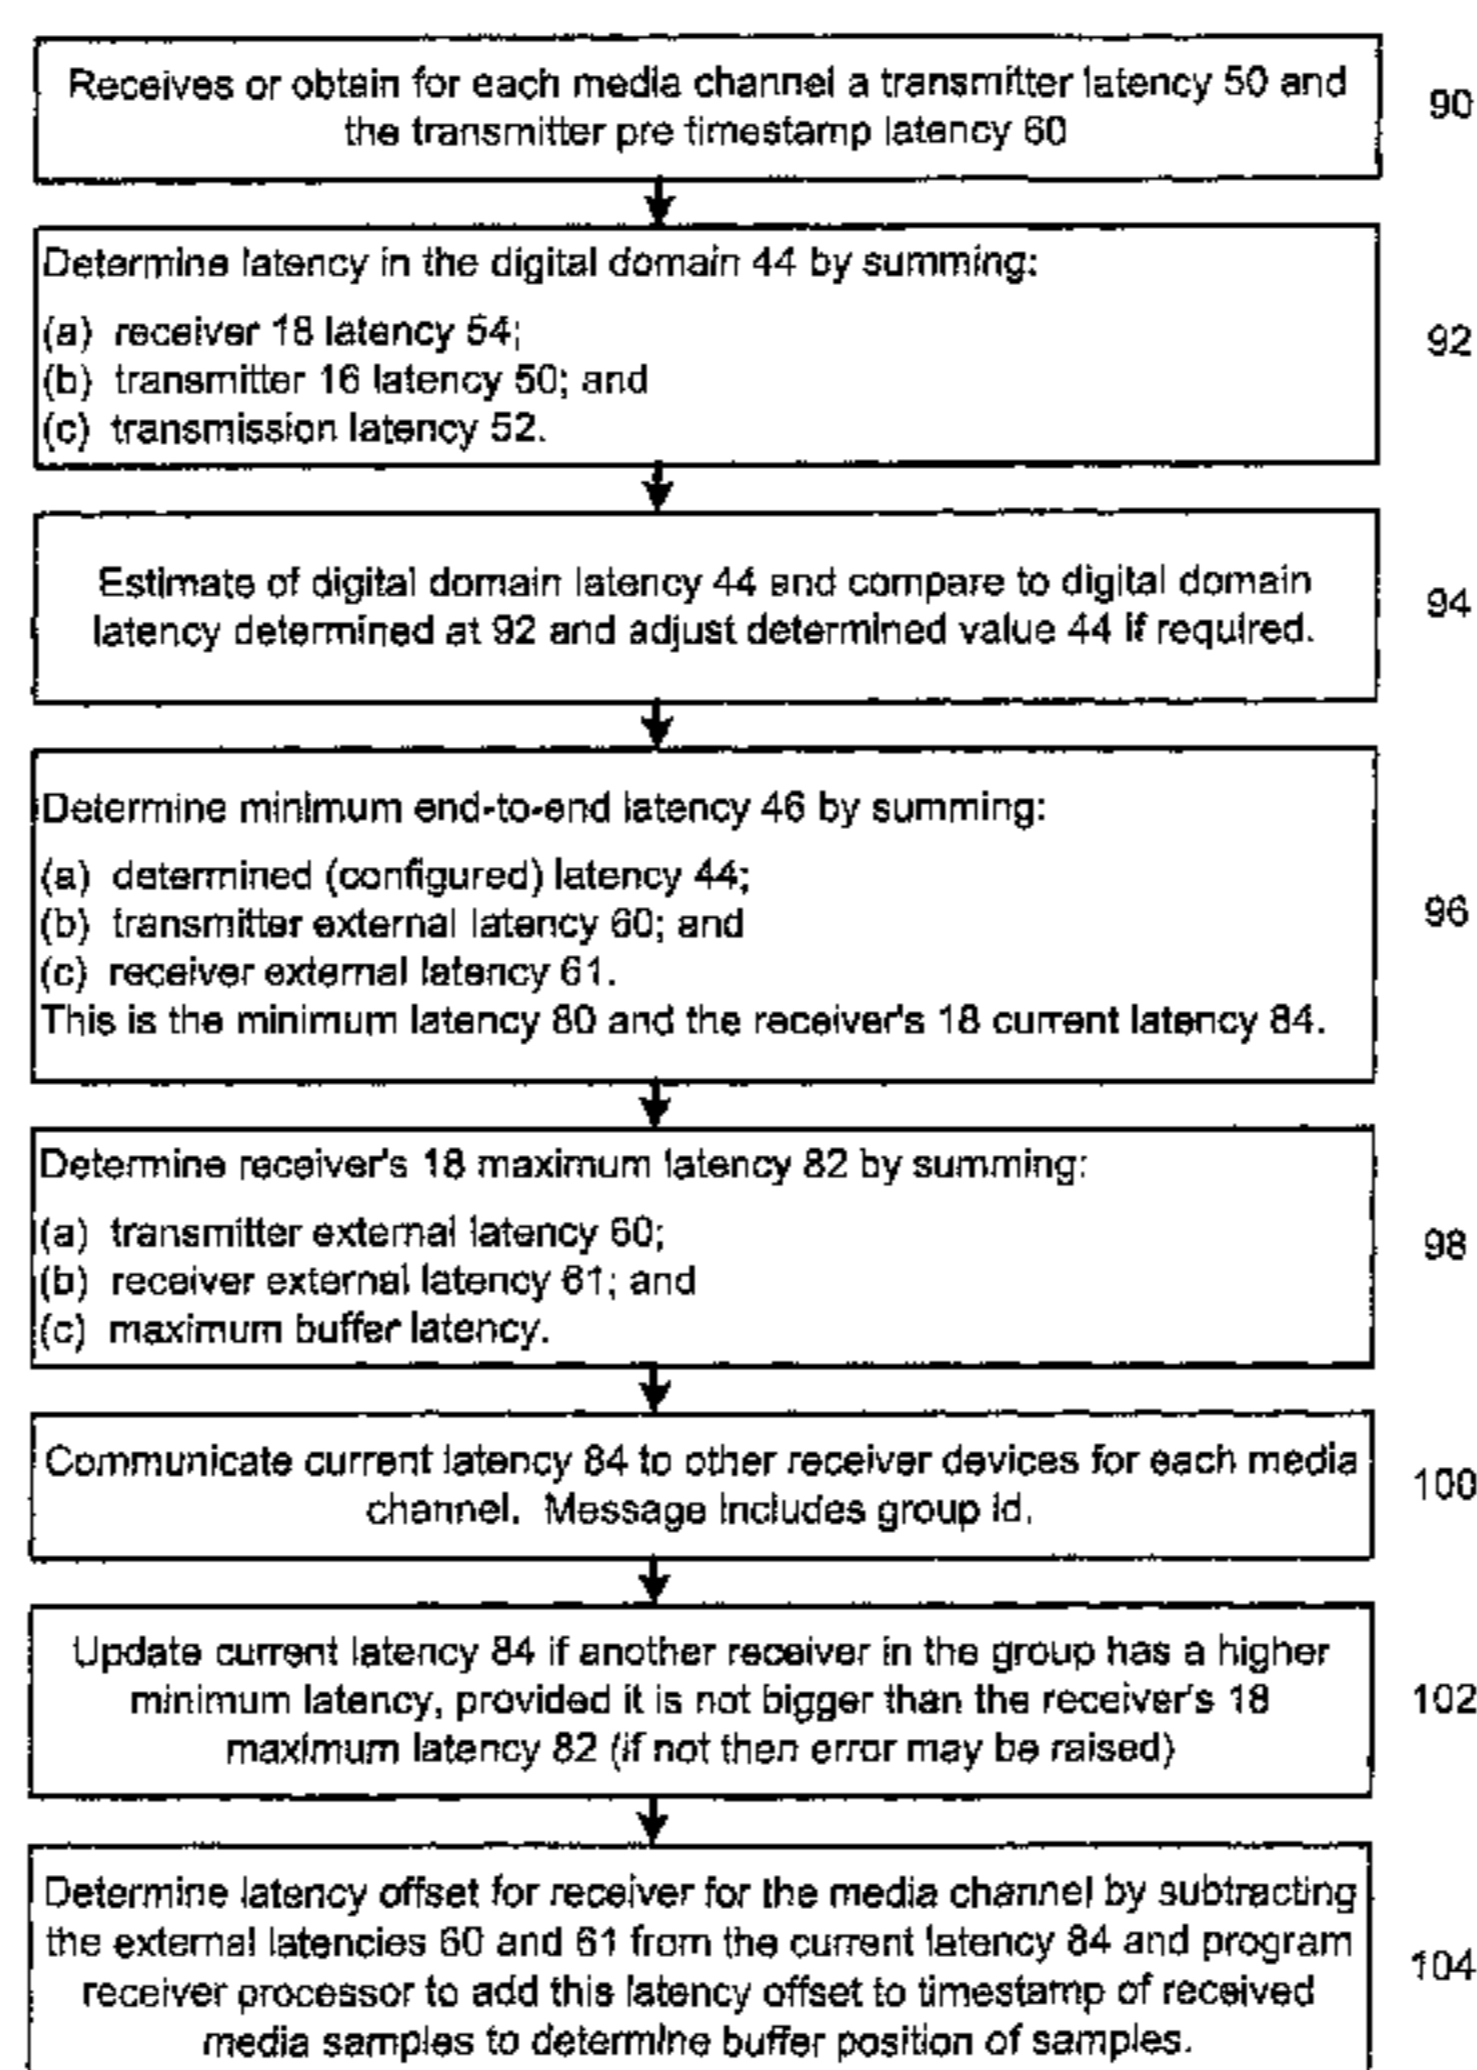 Receives or obtain for each media channel a transmitter latency 50 and
the transmitter pre timestamp latency 60
90
Determine latency in the digital domain 44 by summing:
(a) receiver 18 latency 54;
(b) transmitter 16 latency 50; and
(c) transmission latency 52.
92
Estimate of digital domain latency 44 and compare to digital domain
latency determined at 92 and adjust determined value 44 if required.
94
Determine minimum end-to-end latency 46 by summing:
(a) determined (configured) latency 44;
(b) transmitter external latency 60; and
(c) receiver external latency 61.
This is the minimum latency 80 and the receiver's 18 current latency 84.
96
Determine receiver's 18 maximum latency 82 by summing:
(a) transmitter external latency 60;
(b) receiver external latency 61; and
(c) maximum buffer latency.
98
Communicate current latency 84 to other receiver devices for each media
channel. Message includes group id.
100
Update current latency 84 if another receiver in the group has a higher
minimum latency, provided it is not bigger than the receiver's 18
maximum latency 82 (if not then error may be raised)
102
Determine latency offset for receiver for the media channel by subtracting
the external latencies 60 and 61 from the current latency 84 and program
receiver processor to add this latency offset to timestamp of received
media samples to determine buffer position of samples.
104